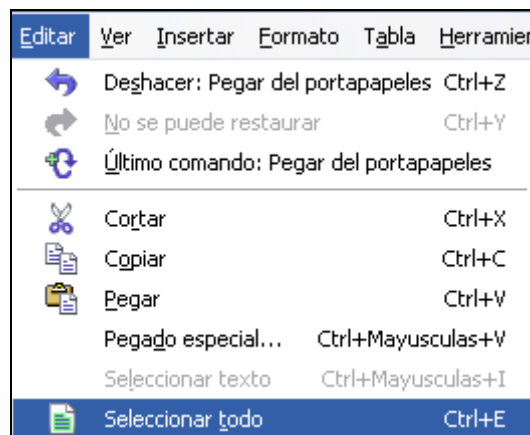 Editar Ver Insertar Formato Tabla Herramier
Deshacer: Pegar del portapapeles Ctrl+Z
No se puede restaurar Ctrl+Y
Último comando: Pegar del portapapeles
Cortar Ctrl+X
Copiar Ctrl+C
Pegar Ctrl+V
Pegado especial... Ctrl+Mayusculas+V
Seleccionar texto Ctrl+Mayusculas+I
Seleccionar todo Ctrl+E